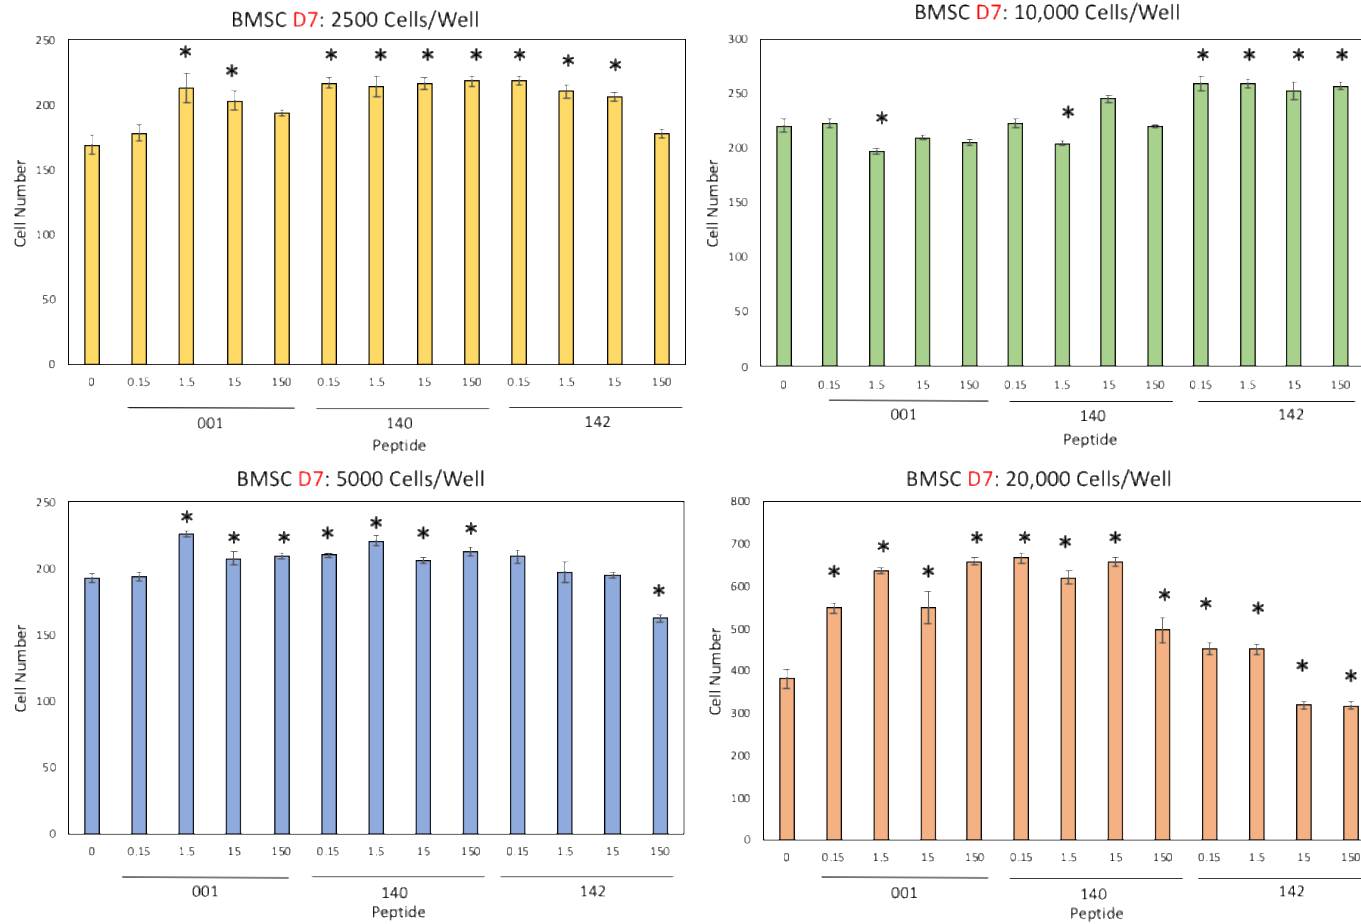 BMSC D7: 2500 Cells/Well
250
200
150
100
50
0
Cell Number
* * * * * * * * *
0 0.15 1.5 15 150 0.15 1.5 15 150 0.15 1.5 15 150
001 140 142
Peptide
BMSC D7: 10,000 Cells/Well
300
250
200
150
100
50
0
Cell Number
* * * * * *
0 0.15 1.5 15 150 0.15 1.5 15 150 0.15 1.5 15 150
001 140 142
Peptide
BMSC D7: 5000 Cells/Well
250
200
150
100
50
0
Cell Number
* * * * * * * *
0 0.15 1.5 15 150 0.15 1.5 15 150 0.15 1.5 15 150
001 140 142
Peptide
BMSC D7: 20,000 Cells/Well
800
700
600
500
400
300
200
100
0
Cell Number
* * * * * * * * * * * *
0 0.15 1.5 15 150 0.15 1.5 15 150 0.15 1.5 15 150
001 140 142
Peptide